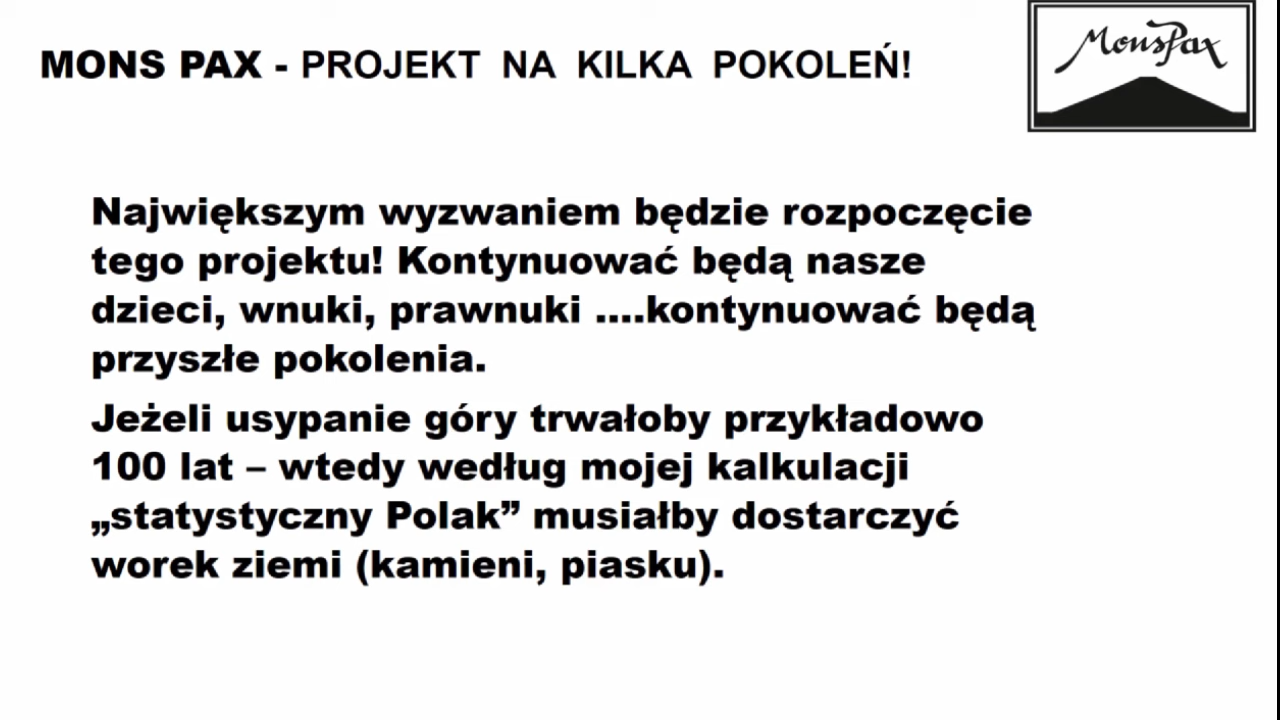 MONS PAX - PROJEKT NA KILKA POKOLEŃ!
MonsPax
Największym wyzwaniem będzie rozpoczęcie
tego projektu! Kontynuować będą nasze
dzieci, wnuki, prawnuki ....kontynuować będą
przyszłe pokolenia.
Jeżeli usypanie góry trwałoby przykładowo
100 lat – wtedy według mojej kalkulacji
„statystyczny Polak” musiałby dostarczyć
worek ziemi (kamieni, piasku).